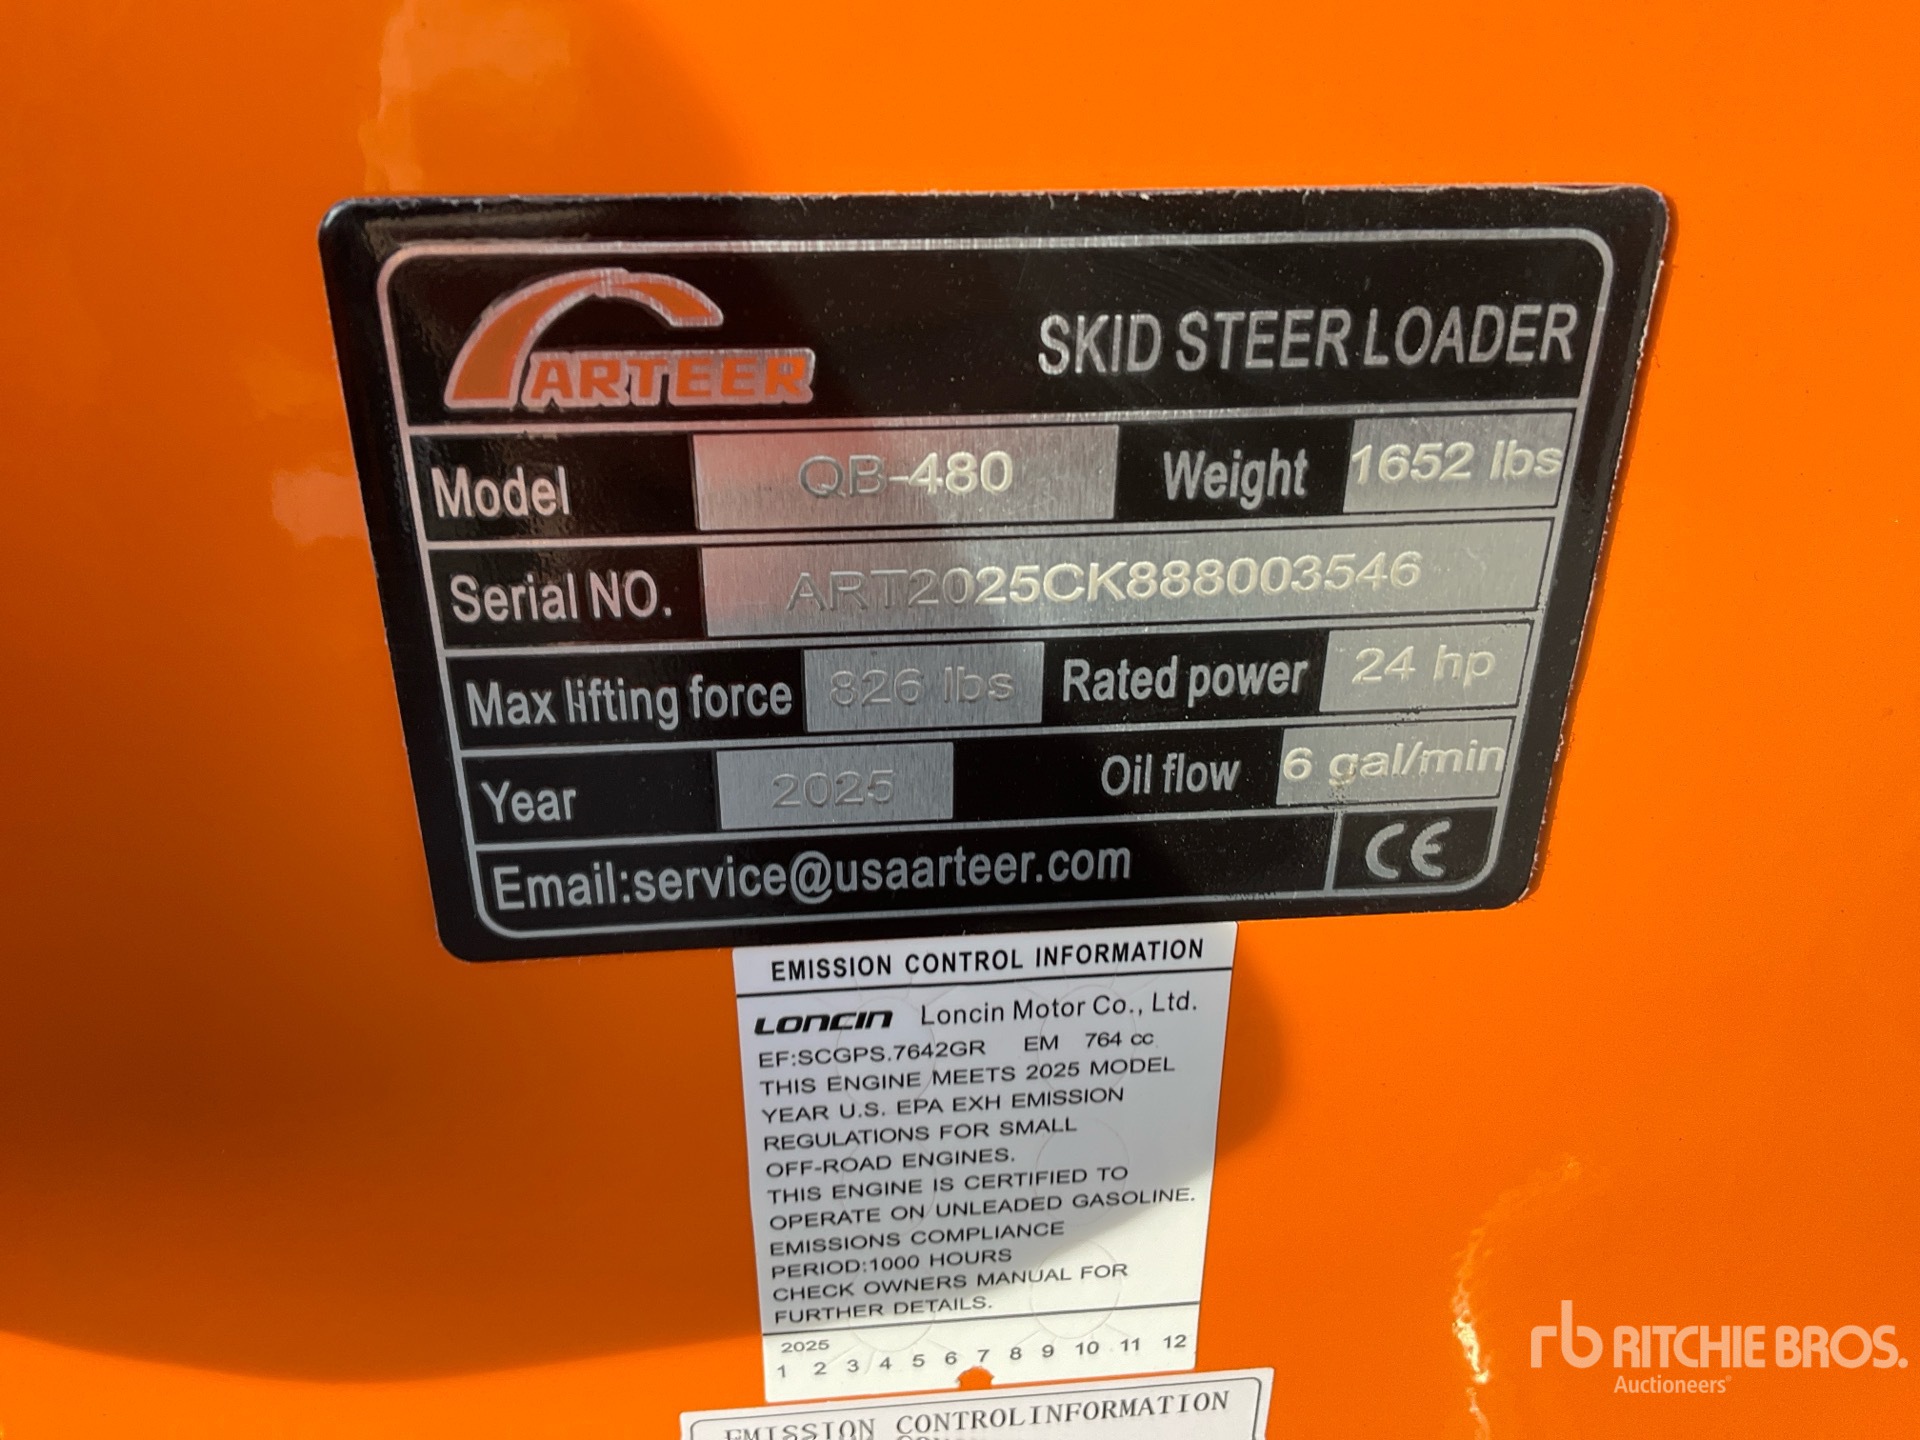 ARTEER
SKID STEER LOADER
Model QB-480 Weight 1652 lbs
Serial NO. ART2025CK888003546
Max lifting force 826 lbs Rated power 24 hp
Year 2025 Oil flow 6 gal/min
Email:service@usaarteer.com CE
EMISSION CONTROL INFORMATION
LONCIN Loncin Motor Co., Ltd.
EF:SCGPS.7642GR EM 764 cc
THIS ENGINE MEETS 2025 MODEL
YEAR U.S. EPA EXH EMISSION
REGULATIONS FOR SMALL
OFF-ROAD ENGINES.
THIS ENGINE IS CERTIFIED TO
OPERATE ON UNLEADED GASOLINE.
EMISSIONS COMPLIANCE
PERIOD:1000 HOURS
CHECK OWNERS MANUAL FOR
FURTHER DETAILS.
2025
1 2 3 4 5 6 7 8 9 10 11 12
EMISSION CONTROL INFORMATION
rb RITCHIE BROS.
Auctioneers